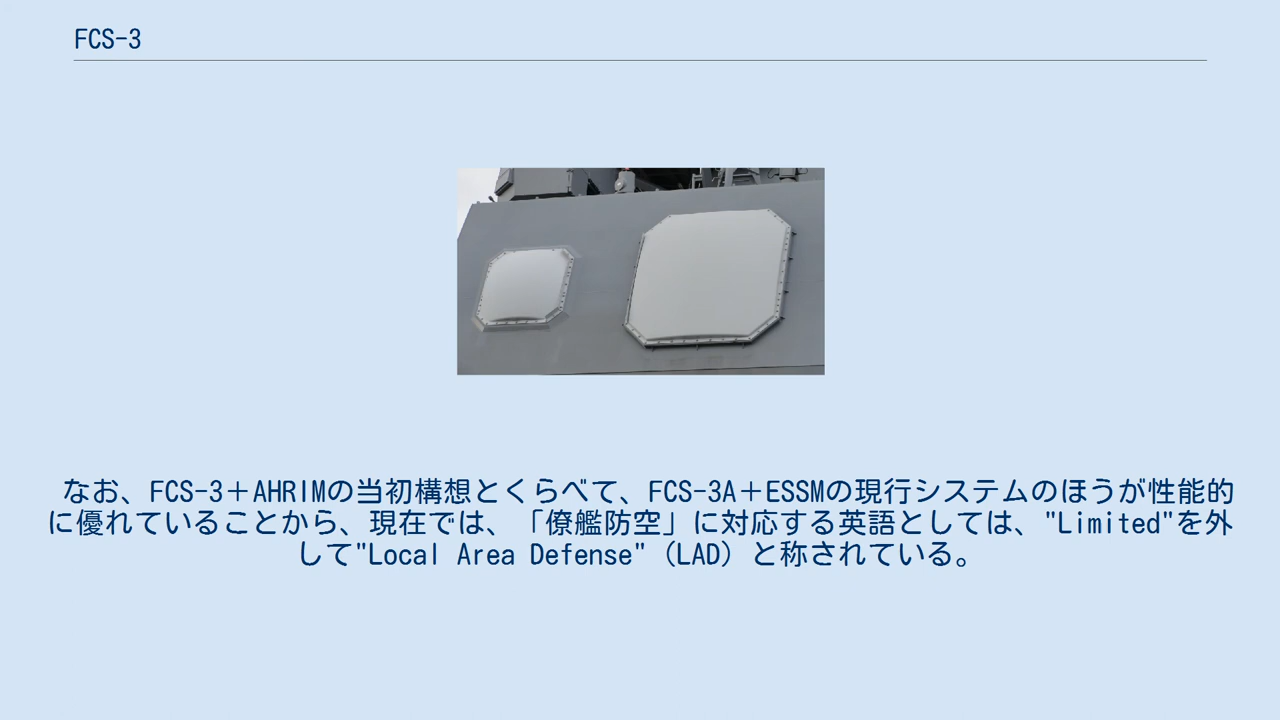 FCS-3
なお、FCS-3＋AHRIMの当初構想とくらべて、FCS-3A＋ESSMの現行システムのほうが性能的
に優れていることから、現在では、「僚艦防空」に対応する英語としては、"Limited"を外
して"Local Area Defense"（LAD）と称されている。